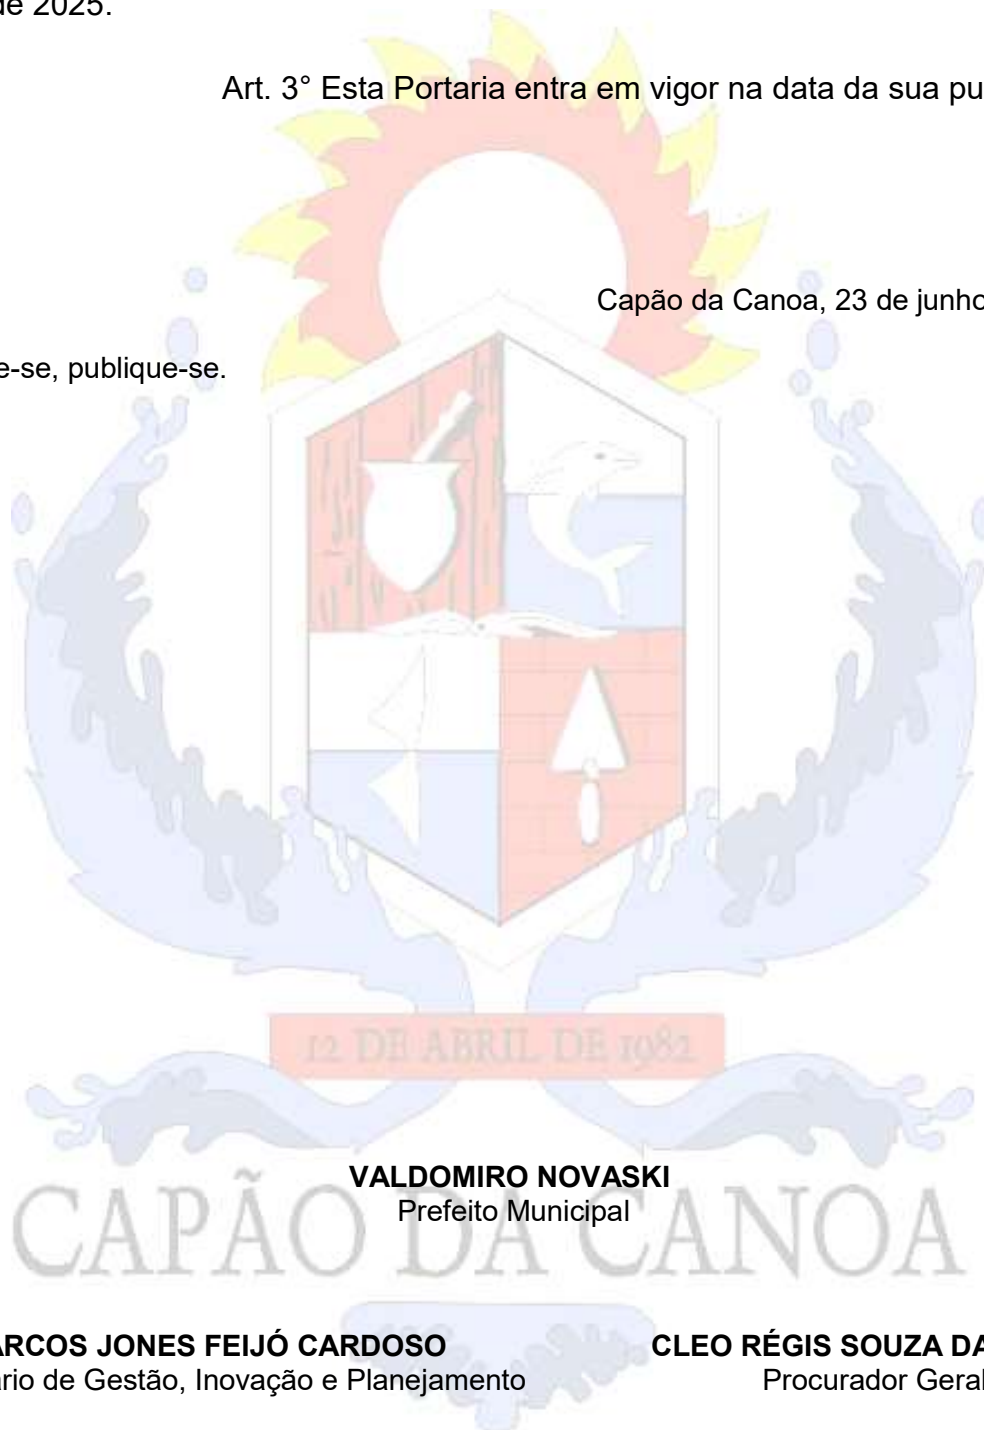 de 2025.
Art. 3° Esta Portaria entra em vigor na data da sua pu
Capão da Canoa, 23 de junho
e-se, publique-se.
12 DE ABRIL DE 1982
VALDOMIRO NOVASKI
Prefeito Municipal
CAPÃO DA CANOA
ARCOS JONES FEIJÓ CARDOSO
CLEO RÉGIS SOUZA DA
ário de Gestão, Inovação e Planejamento
Procurador Geral